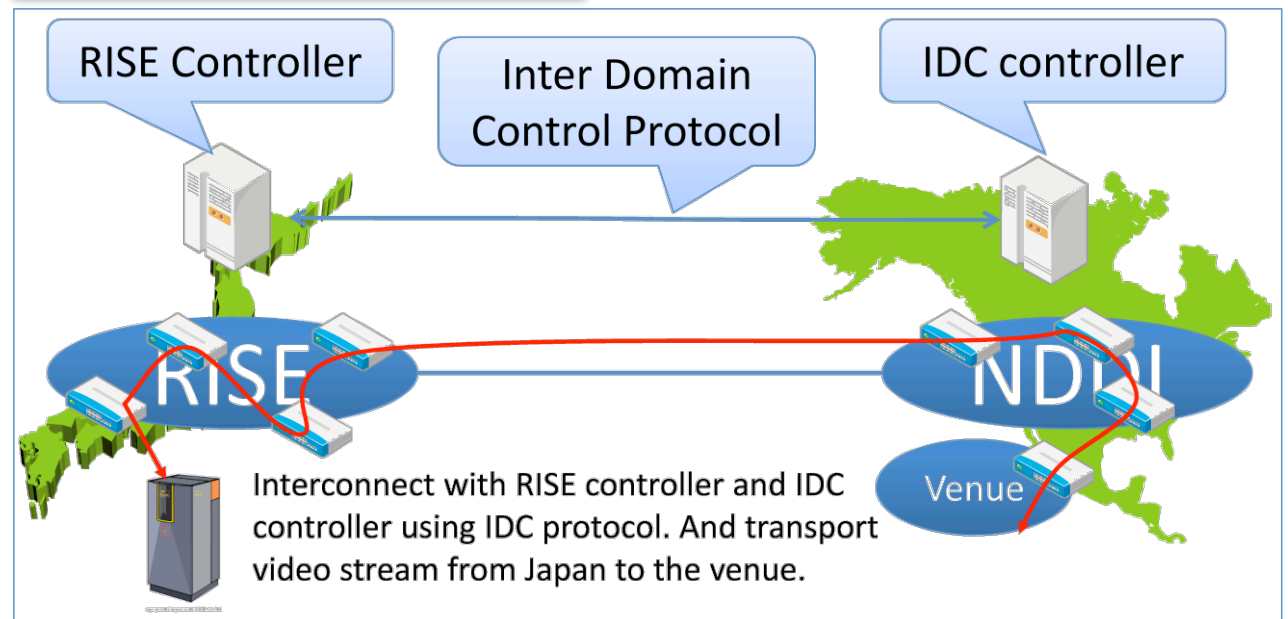 RISE Controller
Inter Domain
Control Protocol
IDC controller
RISE
NDDI
Venue
Interconnect with RISE controller and IDC
controller using IDC protocol. And transport
video stream from Japan to the venue.